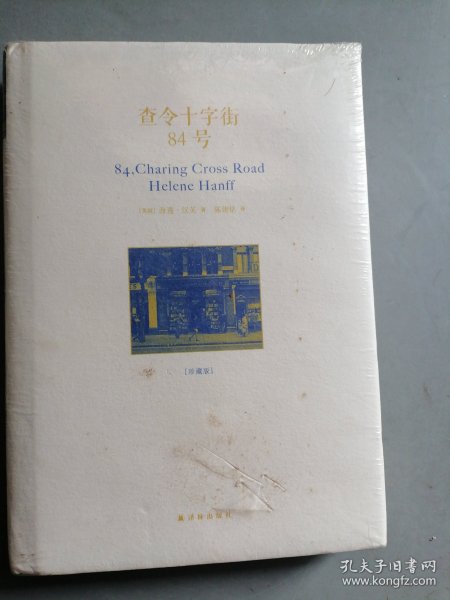 查令十字街
84号
84, Charing Cross Road
Helene Hanff
[美国] 海莲·汉芙 著 陈建铭 译
[珍藏版]
译林出版社
孔夫子旧书网
www.kongfz.com